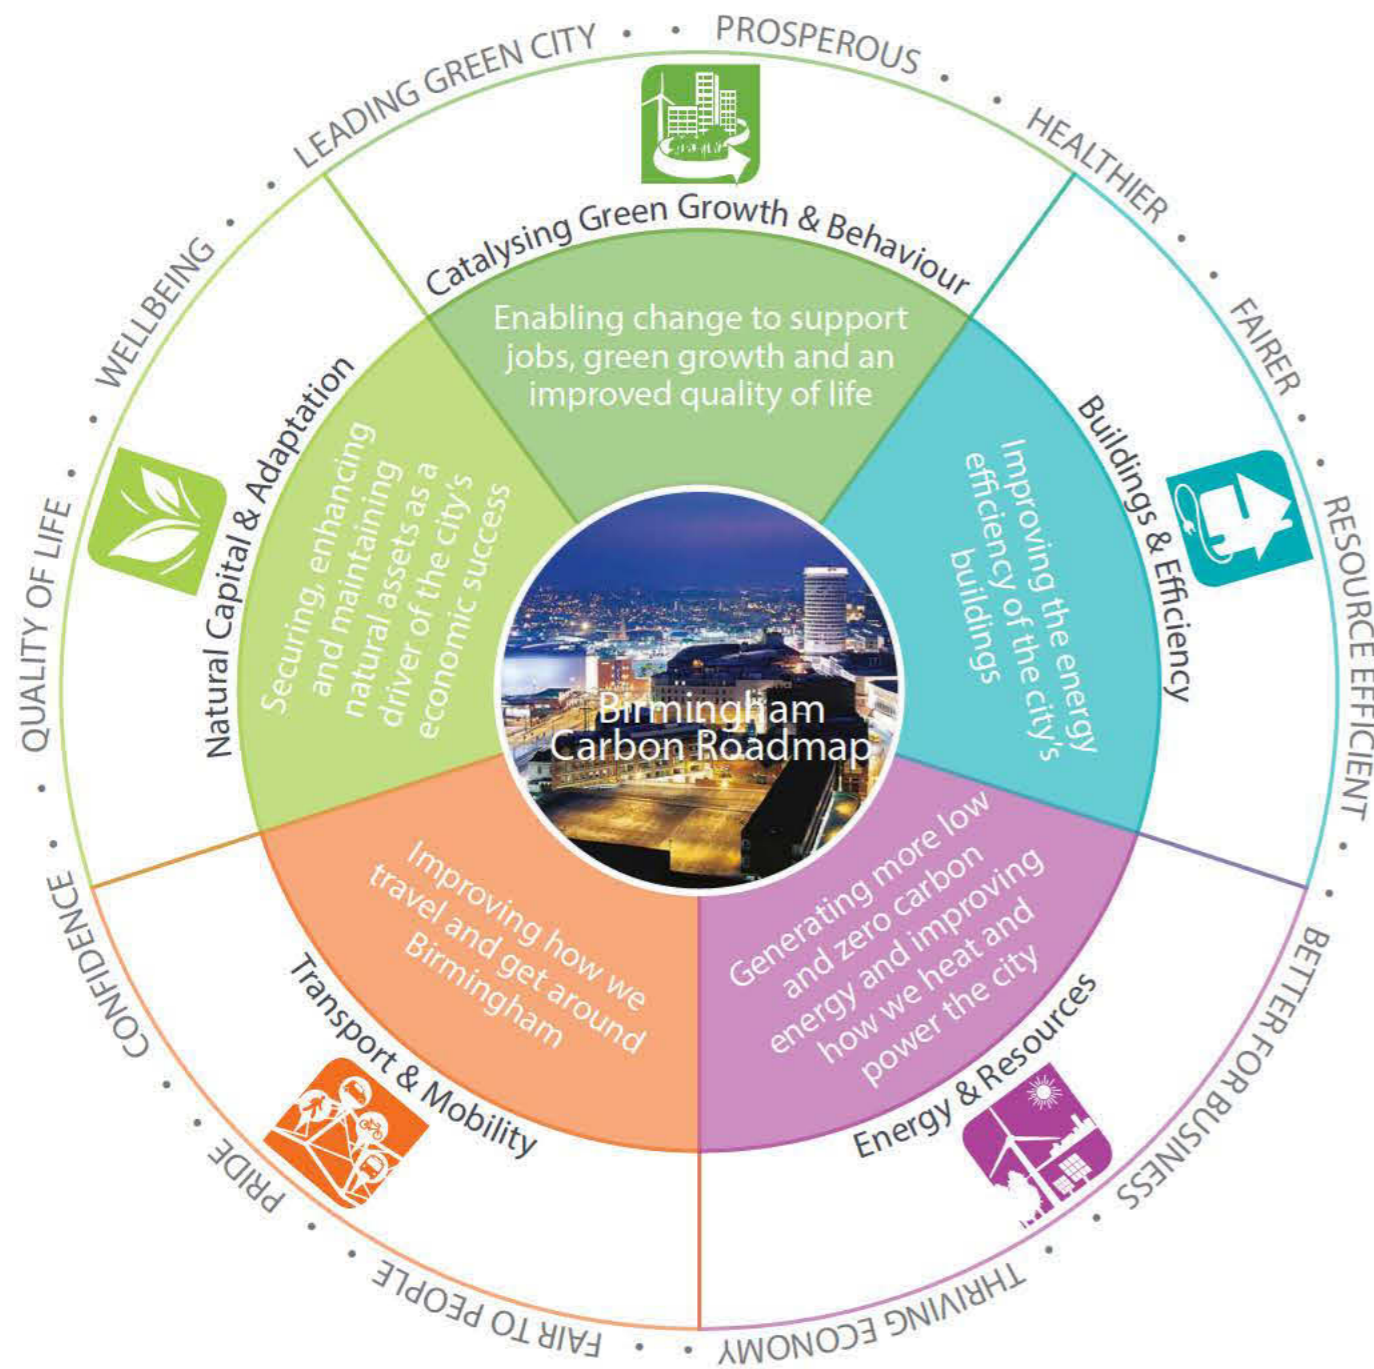 LEADING GREEN CITY
PROSPEROUS
HEALTHIER
FAIRER
RESOURCE EFFICIENT
BETTER FOR BUSINESS
THRIVING ECONOMY
FAIR TO PEOPLE
PRIDE
CONFIDENCE
QUALITY OF LIFE
WELLBEING
Catalysing Green Growth & Behaviour
Enabling change to support
jobs, green growth and an
improved quality of life
Buildings & Efficiency
Improving the energy
efficiency of the city's
buildings
Energy & Resources
Generating more low
and zero carbon
energy and improving
how we heat and
power the city
Transport & Mobility
Improving how we
travel and get around
Birmingham
Natural Capital & Adaptation
Securing, enhancing
and maintaining
natural assets as a
driver of the city's
economic success
Birmingham
Carbon Roadmap